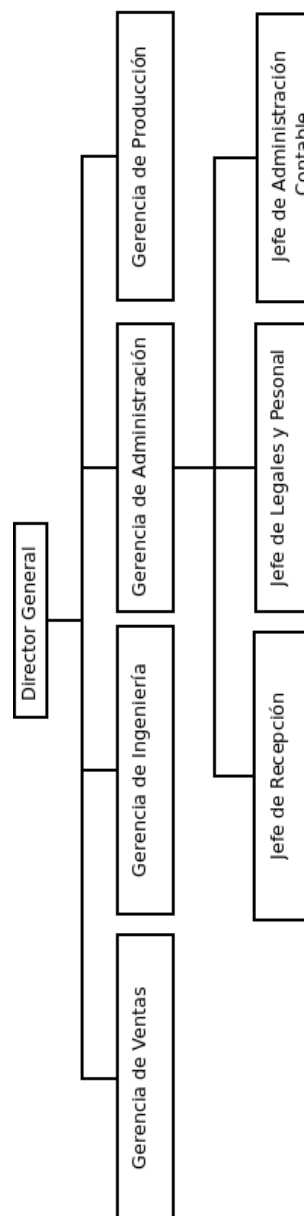 Director General
Gerencia de Ventas
Gerencia de Ingeniería
Gerencia de Administración
Gerencia de Producción
Jefe de Recepción
Jefe de Legales y Pesonal
Jefe de Administración
Contable